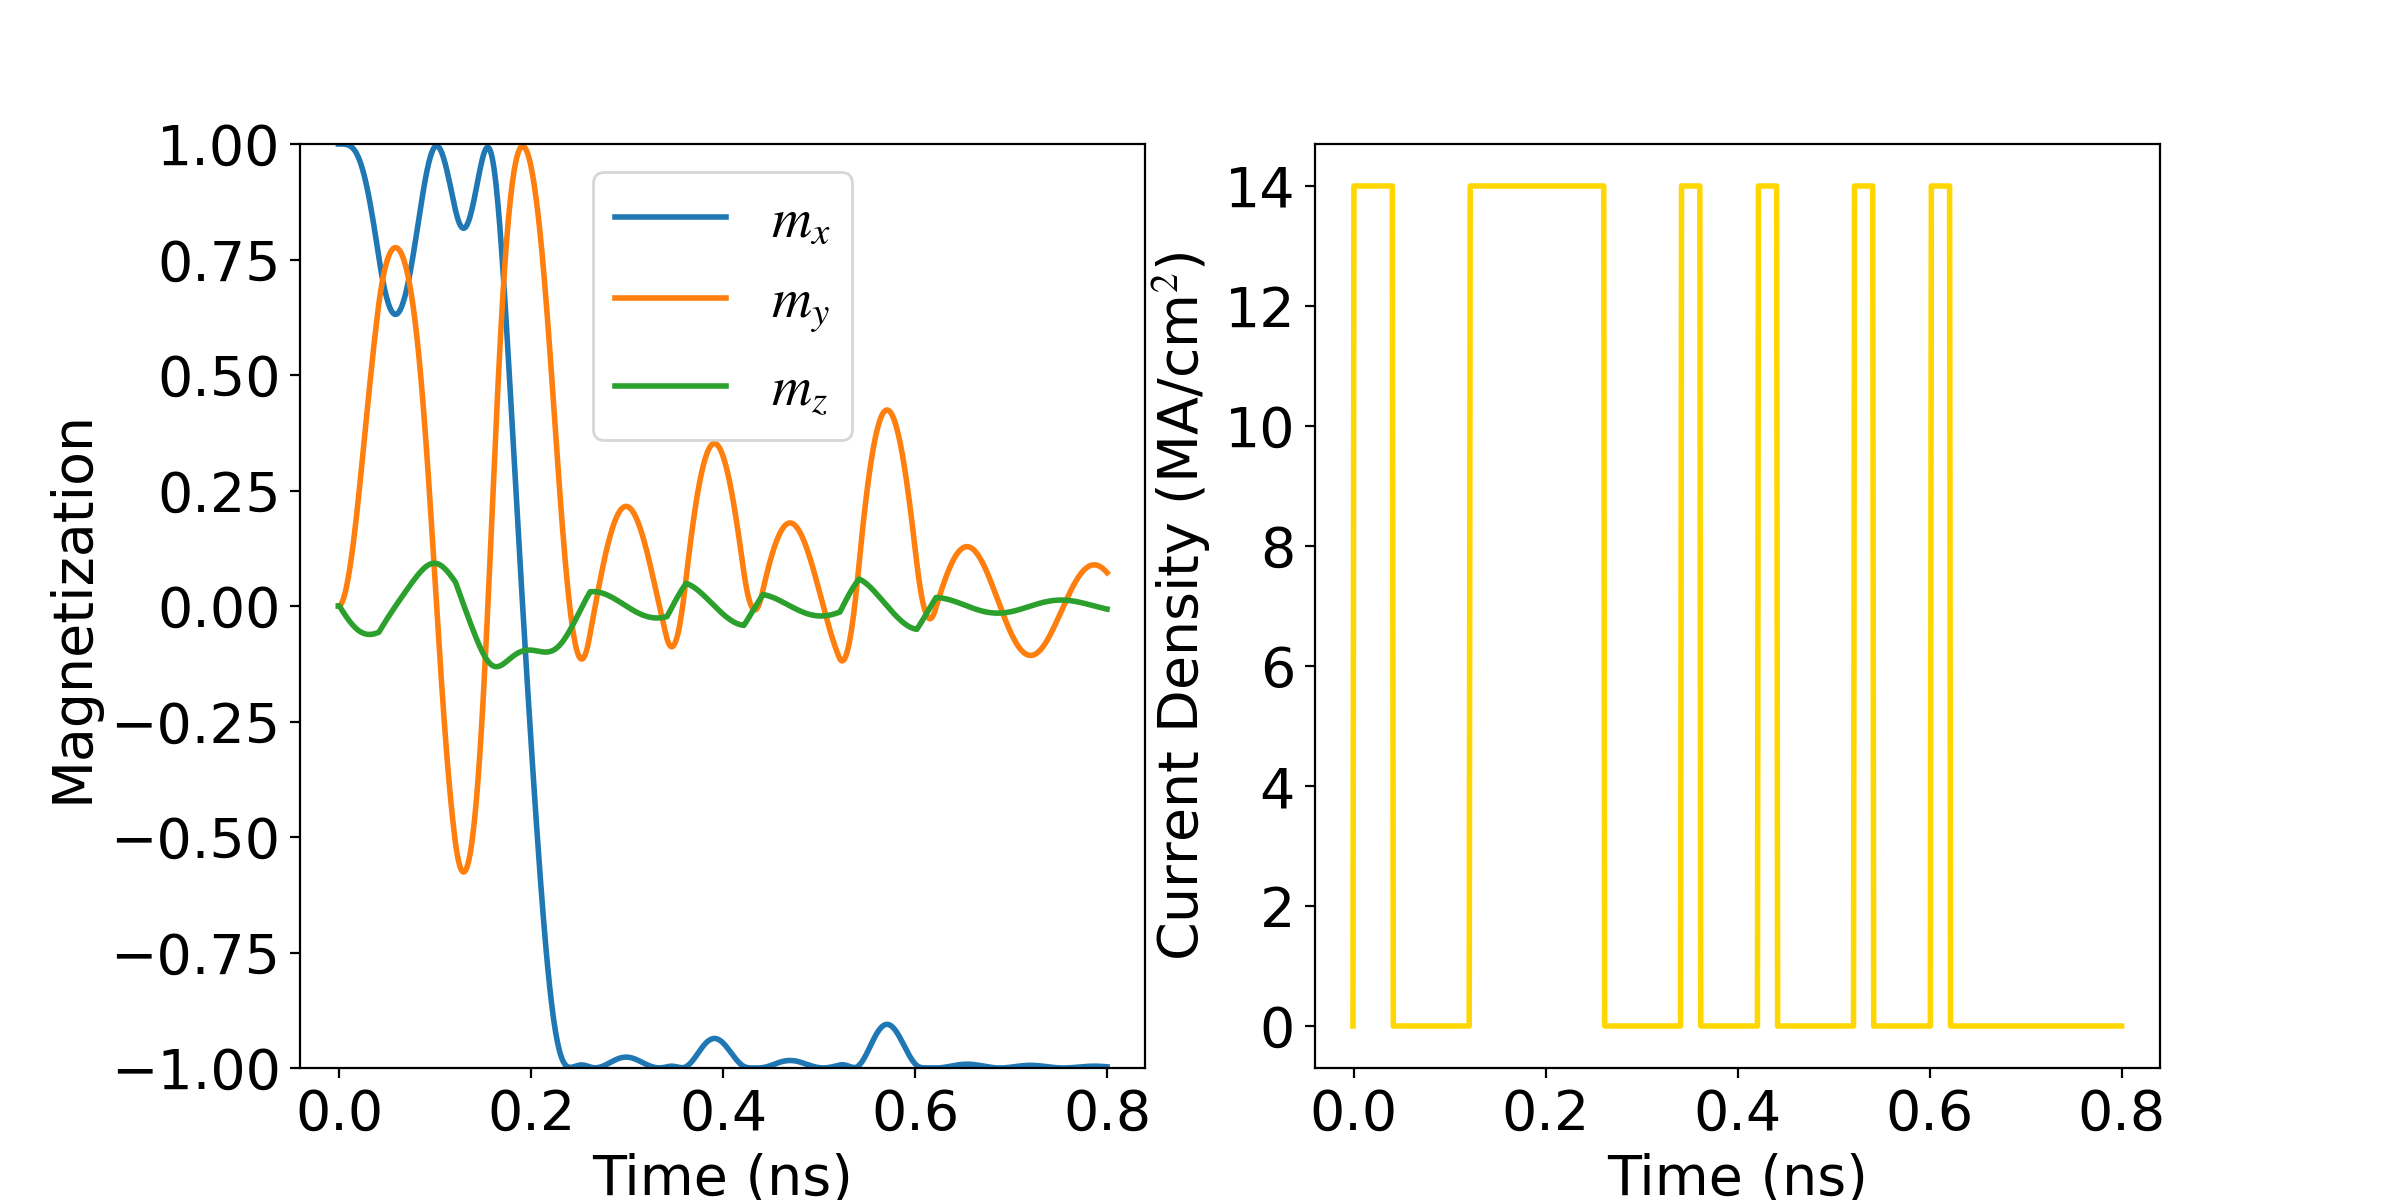 1.00
0.75
0.50
0.25
0.00
−0.25
−0.50
−0.75
−1.00
Magnetization
0.0 0.2 0.4 0.6 0.8
Time (ns)
m_x
m_y
m_z
14
12
10
8
6
4
2
0
Current Density (MA/cm²)
0.0 0.2 0.4 0.6 0.8
Time (ns)